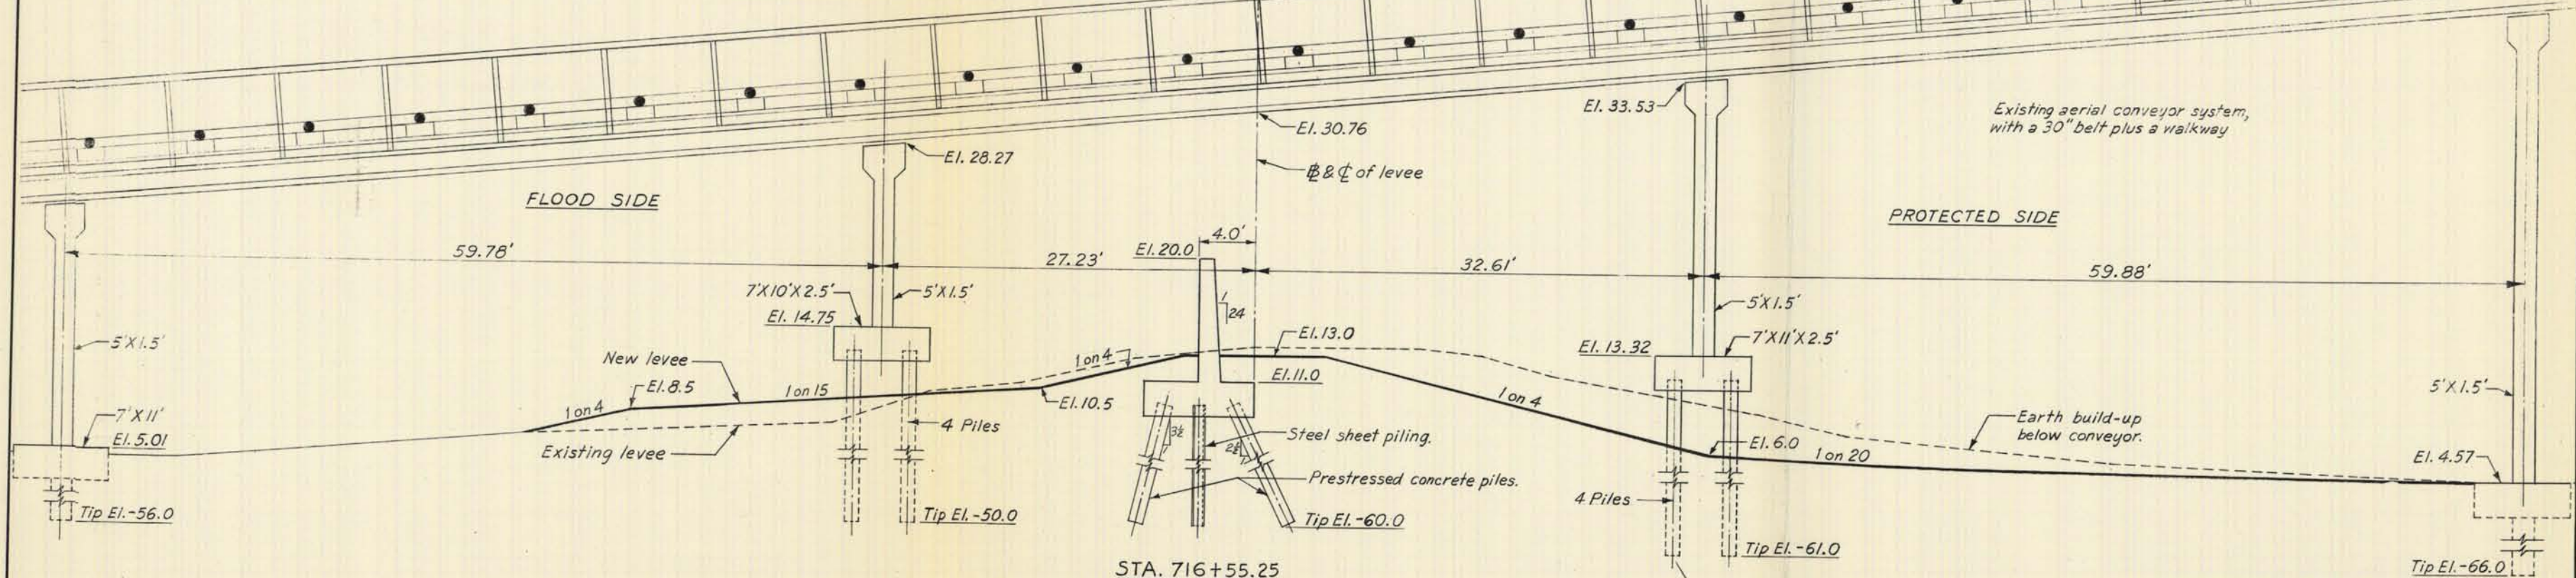 El. 33.53
Existing aerial conveyor system,
with a 30" belt plus a walkway
El. 30.76
El. 28.27
B & C of levee
FLOOD SIDE
PROTECTED SIDE
4.0'
El. 20.0
59.78'
27.23'
32.61'
59.88'
7'X10'X2.5'
5'X1.5'
El. 14.75
1
24
5'X1.5'
El. 13.0
7'X11'X2.5'
El. 13.32
5'X1.5'
New levee
1 on 4
El. 8.5
1 on 15
El. 11.0
5'X1.5'
1 on 4
El. 10.5
1 on 4
7'X11'
El. 5.01
4 Piles
Existing levee
3½
2½
1
Steel sheet piling.
Earth build-up
below conveyor.
El. 6.0
1 on 20
El. 4.57
Prestressed concrete piles.
4 Piles
Tip El.-56.0
Tip El.-50.0
Tip El.-60.0
Tip El.-61.0
Tip El.-66.0
STA. 716+55.25